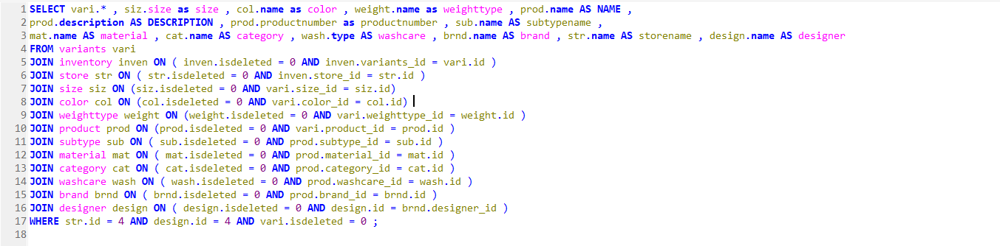 1 SELECT vari.* , siz.size as size , col.name as color , weight.name as weighttype , prod.name AS NAME ,
2 prod.description AS DESCRIPTION , prod.productnumber as productnumber , sub.name AS subtypename ,
3 mat.name AS material , cat.name AS category , wash.type AS washcare , brnd.name AS brand , str.name AS storename , design.name AS designer
4 FROM variants vari
5 JOIN inventory inven ON ( inven.isdeleted = 0 AND inven.variants_id = vari.id )
6 JOIN store str ON ( str.isdeleted = 0 AND inven.store_id = str.id )
7 JOIN size siz ON (siz.isdeleted = 0 AND vari.size_id = siz.id)
8 JOIN color col ON (col.isdeleted = 0 AND vari.color_id = col.id)
9 JOIN weighttype weight ON (weight.isdeleted = 0 AND vari.weighttype_id = weight.id )
10 JOIN product prod ON (prod.isdeleted = 0 AND vari.product_id = prod.id )
11 JOIN subtype sub ON ( sub.isdeleted = 0 AND prod.subtype_id = sub.id )
12 JOIN material mat ON ( mat.isdeleted = 0 AND prod.material_id = mat.id )
13 JOIN category cat ON ( cat.isdeleted = 0 AND prod.category_id = cat.id )
14 JOIN washcare wash ON ( wash.isdeleted = 0 AND prod.washcare_id = wash.id )
15 JOIN brand brnd ON ( brnd.isdeleted = 0 AND prod.brand_id = brnd.id )
16 JOIN designer design ON ( design.isdeleted = 0 AND design.id = brnd.designer_id )
17 WHERE str.id = 4 AND design.id = 4 AND vari.isdeleted = 0 ;
18